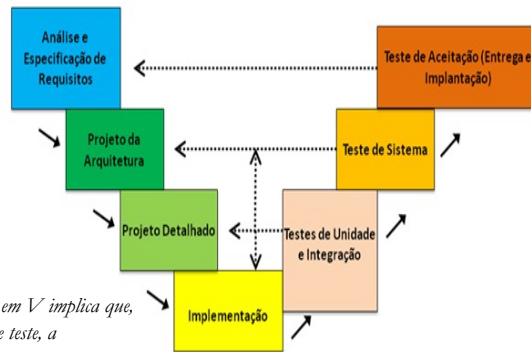 Análise e
Especificação de
Requisitos
Teste de Aceitação (Entrega e
Implantação)
Projeto da
Arquitetura
Teste de Sistema
Projeto Detalhado
Testes de Unidade
e Integração
Implementação
em V implica que,
e teste, a